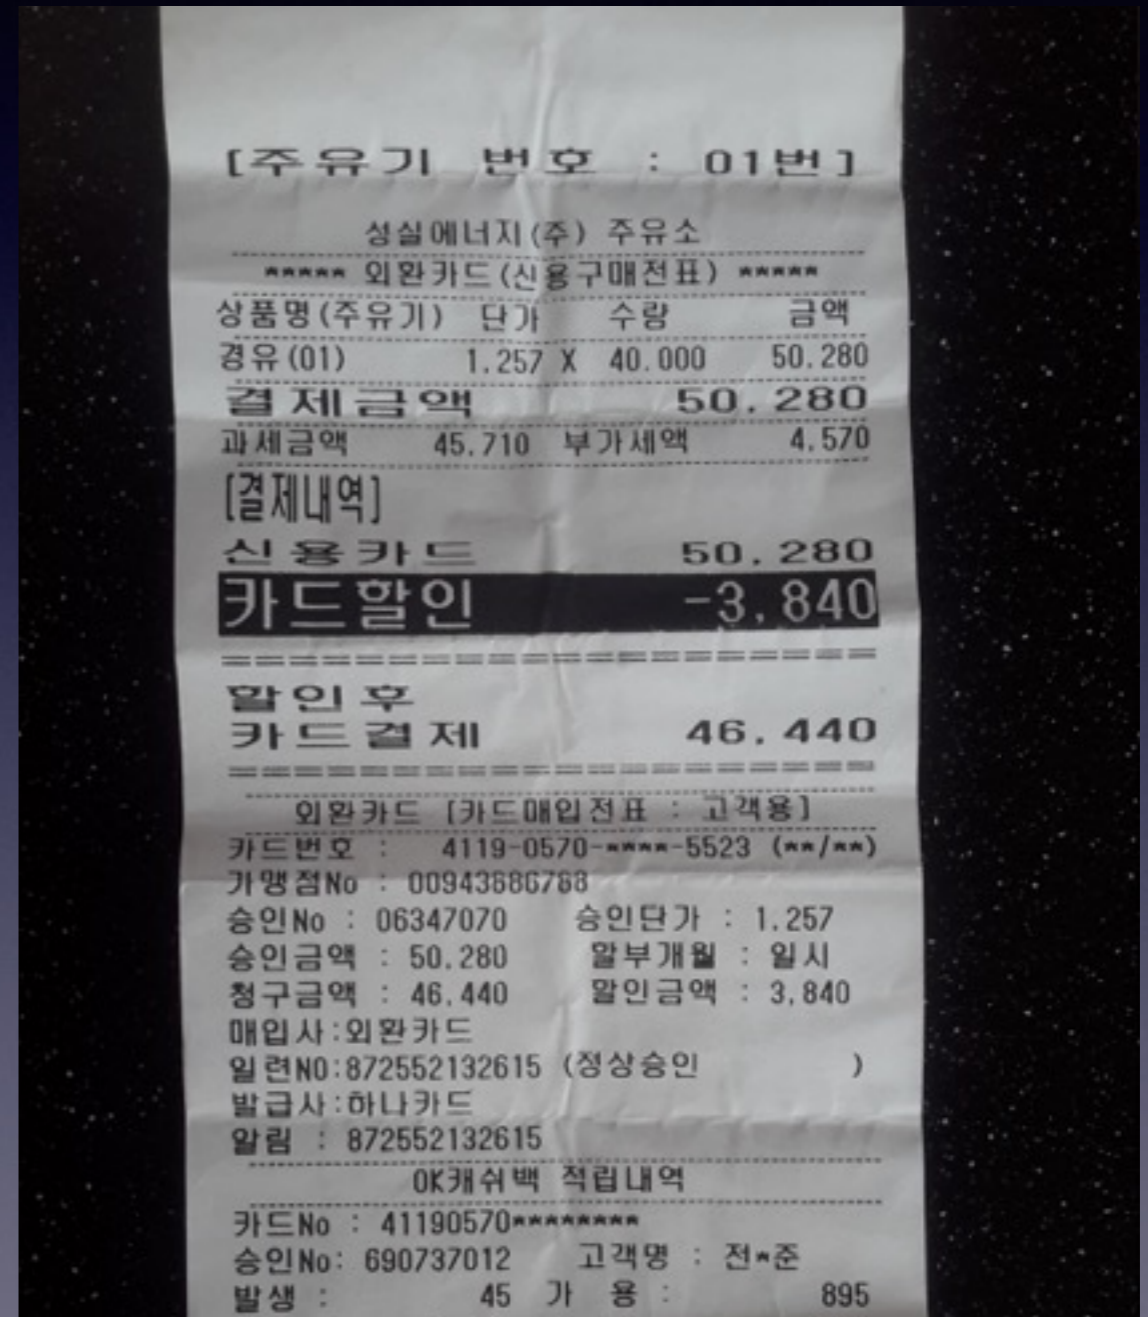 [주유기 번호 : 01번]
성실에너지(주) 주유소
***** 외환카드(신용구매전표) *****
상품명(주유기) 단가 수량 금액
경유(01) 1.257 X 40.000 50.280
결제금액 50.280
과세금액 45.710 부가세액 4.570
[결제내역]
신용카드 50.280
카드할인 -3,840
할인후
카드결제 46.440
외환카드 [카드매입전표 : 고객용]
카드번호 : 4119-0570-****-5523 (**/**)
가맹점No : 00943686788
승인No : 06347070 승인단가 : 1.257
승인금액 : 50.280 할부개월 : 일시
청구금액 : 46,440 할인금액 : 3,840
매입사:외환카드
일련NO:872552132615 (정상승인 )
발급사:하나카드
알림 : 872552132615
OK캐쉬백 적립내역
카드No : 41190570********
승인No: 690737012 고객명 : 전*준
발생 : 45 가 용 : 895